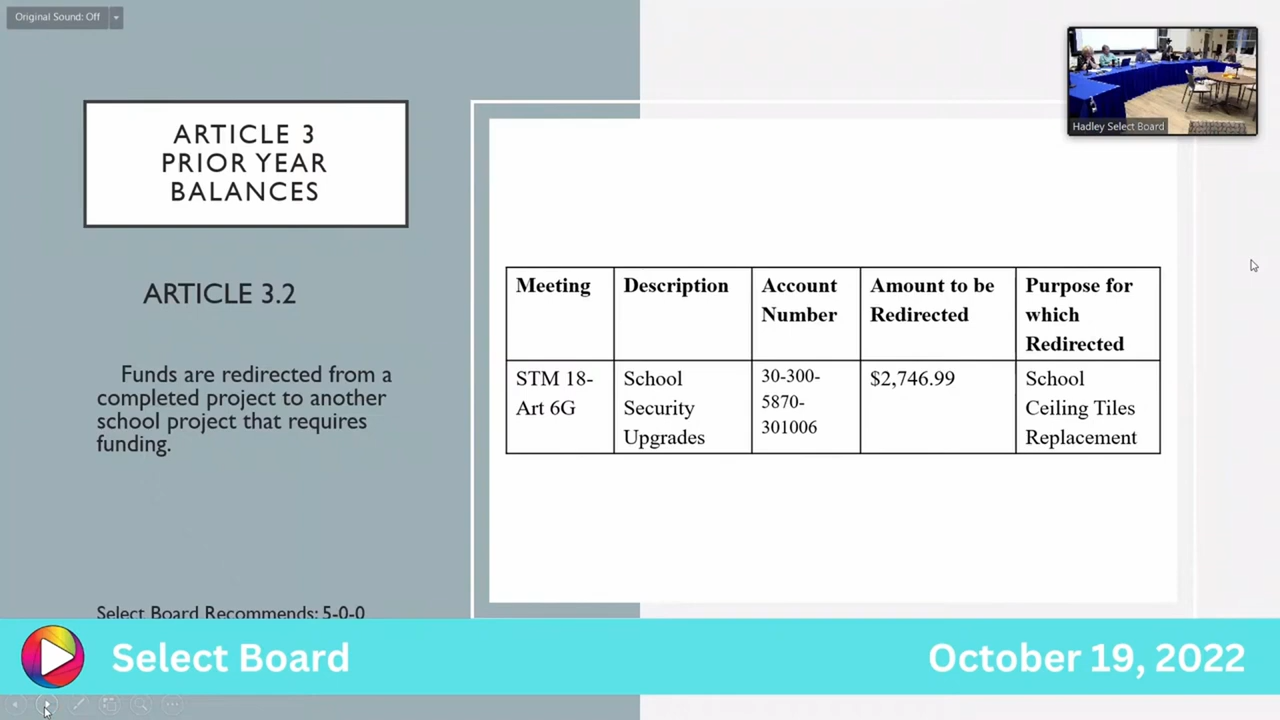 Original Sound: Off
ARTICLE 3
PRIOR YEAR
BALANCES
ARTICLE 3.2
Funds are redirected from a
completed project to another
school project that requires
funding.
Select Board Recommends: 5-0-0
Hadley Select Board
Meeting Description Account Number Amount to be Redirected Purpose for which Redirected
STM 18-Art 6G School Security Upgrades 30-300-5870-301006 $2,746.99 School Ceiling Tiles Replacement
Select Board
October 19, 2022